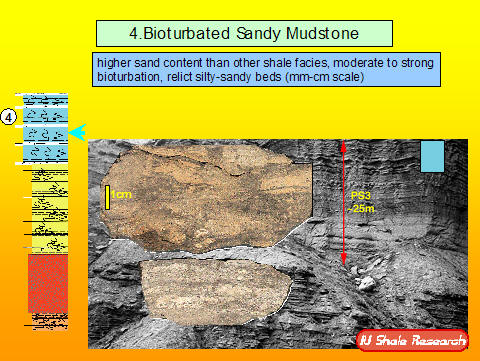 4.Bioturbated Sandy Mudstone
higher sand content than other shale facies, moderate to strong
bioturbation, relict silty-sandy beds (mm-cm scale)
4
1cm
PS3
~25m
IU Shale Research